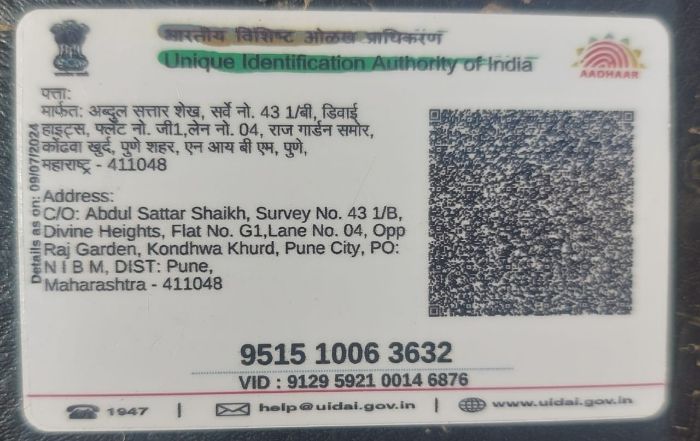 भारतीय विशिष्ट ओळख प्राधिकरण
Unique Identification Authority of India
AADHAAR
पत्ता:
मार्फत: अब्दुल सत्तार शेख, सर्वे नो. 43 1/बी, डिवाई
हाइट्स, फ्लैट नो. जी1,लेन नो. 04, राज गार्डन समोर,
कोंढवा खुर्द, पुणे शहर, एन आय बी एम, पुणे,
महाराष्ट्र - 411048
Details as on: 09/07/2024
Address:
C/O: Abdul Sattar Shaikh, Survey No. 43 1/B,
Divine Heights, Flat No. G1,Lane No. 04, Opp
Raj Garden, Kondhwa Khurd, Pune City, PO:
N I B M, DIST: Pune,
Maharashtra - 411048
9515 1006 3632
VID : 9129 5921 0014 6876
1947 | help@uidai.gov.in | www.uidai.gov.in